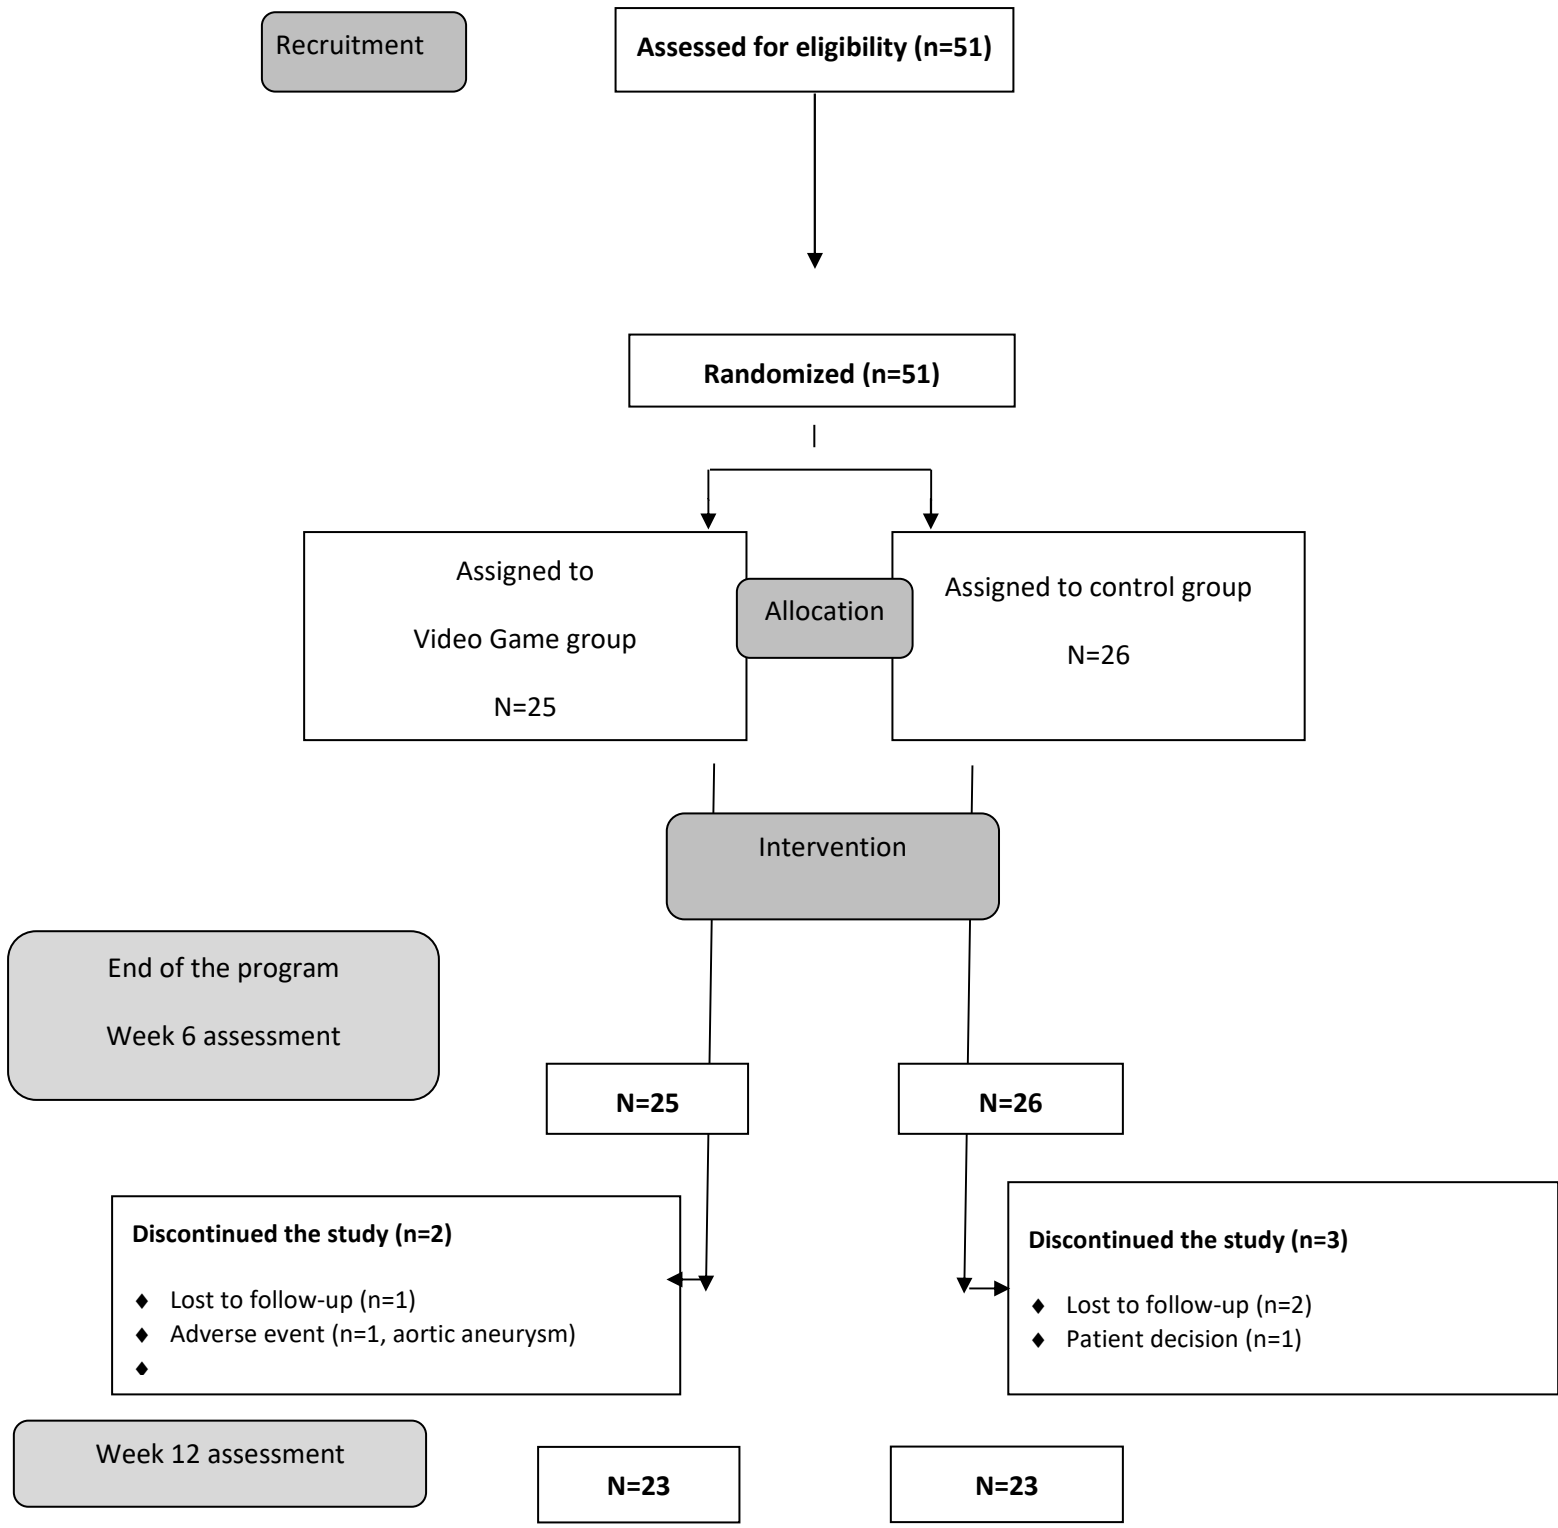 Recruitment
Assessed for eligibility (n=51)
Randomized (n=51)
Assigned to
Video Game group
N=25
Allocation
Assigned to control group
N=26
Intervention
End of the program
Week 6 assessment
N=25
N=26
Discontinued the study (n=2)
♦ Lost to follow-up (n=1)
♦ Adverse event (n=1, aortic aneurysm)
♦
Discontinued the study (n=3)
♦ Lost to follow-up (n=2)
♦ Patient decision (n=1)
Week 12 assessment
N=23
N=23